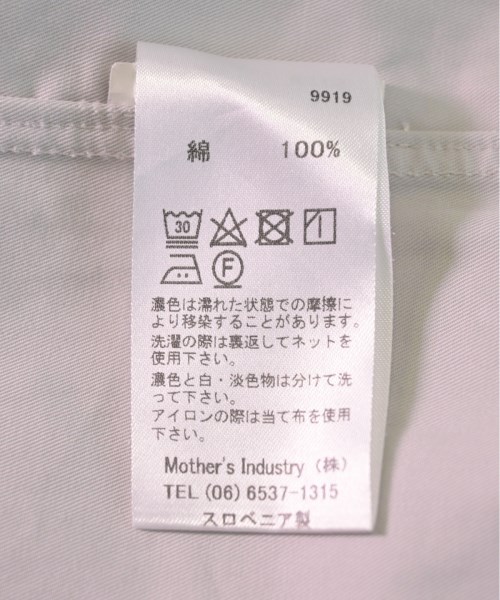 9919
綿 100%
30
F
濃色は濡れた状態での摩擦に
より移染することがあります。
洗濯の際は裏返してネットを
使用下さい。
濃色と白・淡色物は分けて洗
って下さい。
アイロンの際は当て布を使用
下さい。
Mother's Industry (株)
TEL (06) 6537-1315
スロベニア製